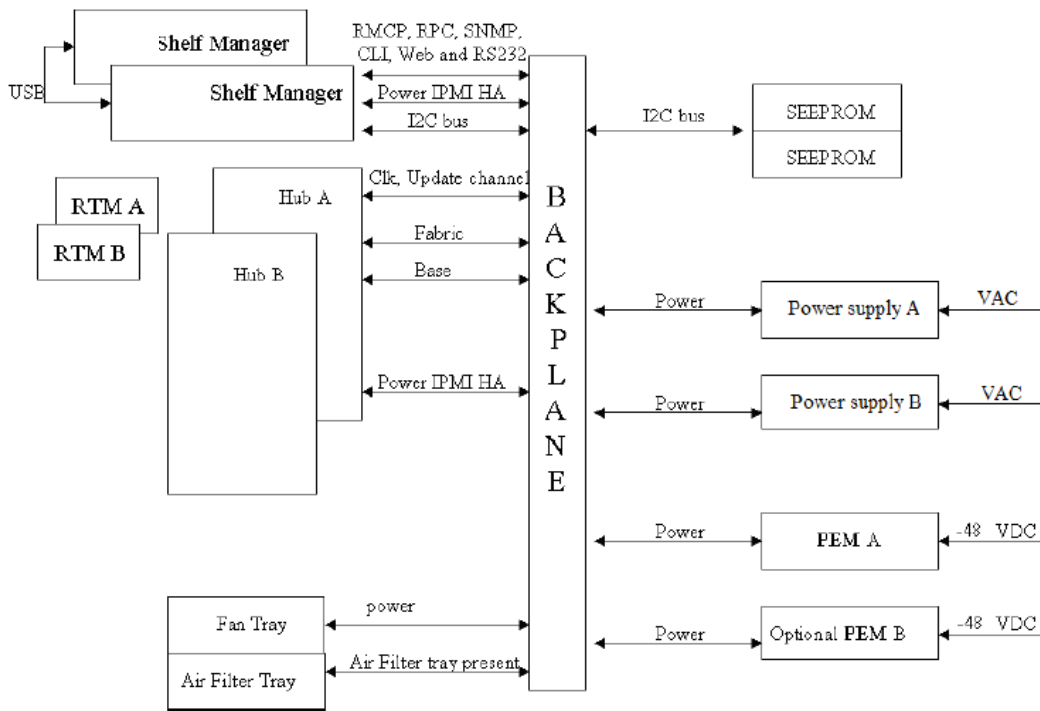 RMCP, RPC, SNMP,
CLI, Web and RS232
Shelf Manager
Shelf Manager
USB
Power IPMI HA
I2C bus
I2C bus
SEEPROM
SEEPROM
Clk, Update channel
Hub A
RTM A
RTM B
Fabric
Hub B
Base
Power IPMI HA
B
A
C
K
P
L
A
N
E
Power
Power supply A
VAC
Power
Power supply B
VAC
Power
PEM A
-48 VDC
Power
Optional PEM B
-48 VDC
power
Fan Tray
Air Filter tray present
Air Filter Tray